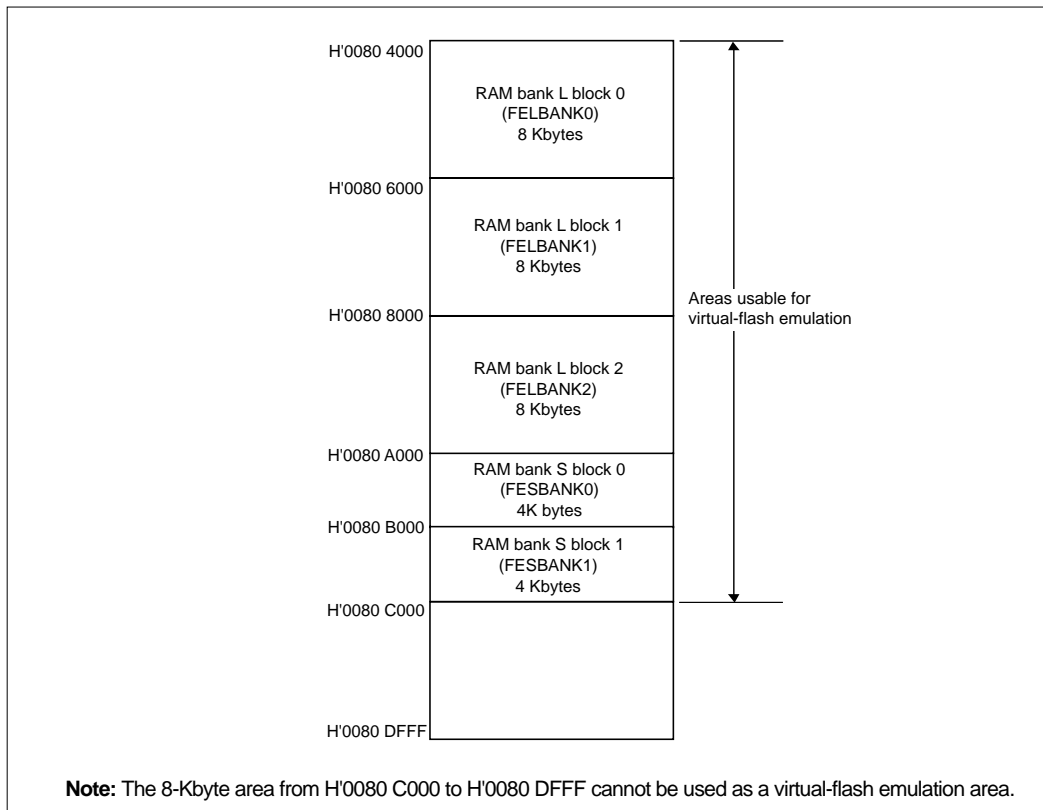 H'0080 4000
RAM bank L block 0
(FELBANK0)
8 Kbytes
H'0080 6000
RAM bank L block 1
(FELBANK1)
8 Kbytes
Areas usable for
virtual-flash emulation
H'0080 8000
RAM bank L block 2
(FELBANK2)
8 Kbytes
H'0080 A000
RAM bank S block 0
(FESBANK0)
4K bytes
H'0080 B000
RAM bank S block 1
(FESBANK1)
4 Kbytes
H'0080 C000
H'0080 DFFF
Note: The 8-Kbyte area from H'0080 C000 to H'0080 DFFF cannot be used as a virtual-flash emulation area.